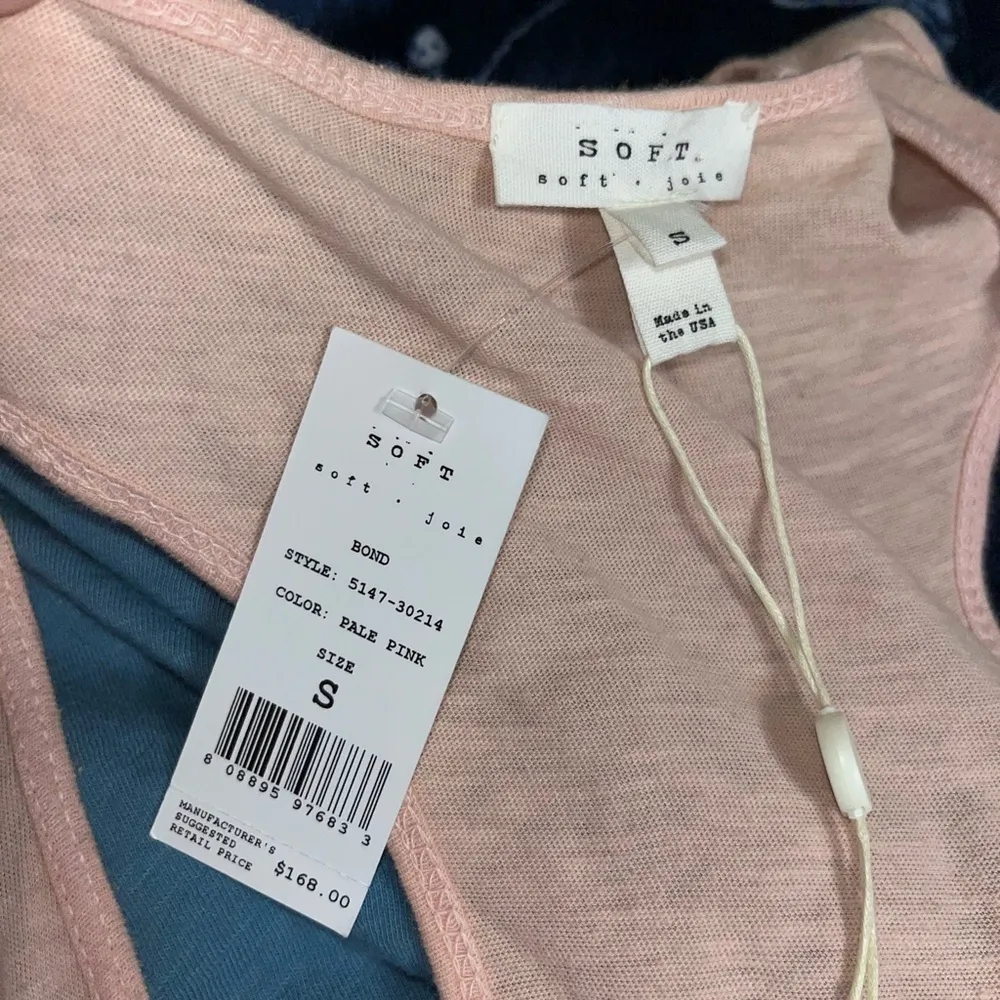 SOFT
soft . joie
S
Made in
the USA
SOFT
soft . joie
BOND
STYLE: 5147-30214
COLOR: PALE PINK
SIZE
S
8 08895 97683 3
MANUFACTURER'S
SUGGESTED
RETAIL PRICE $168.00